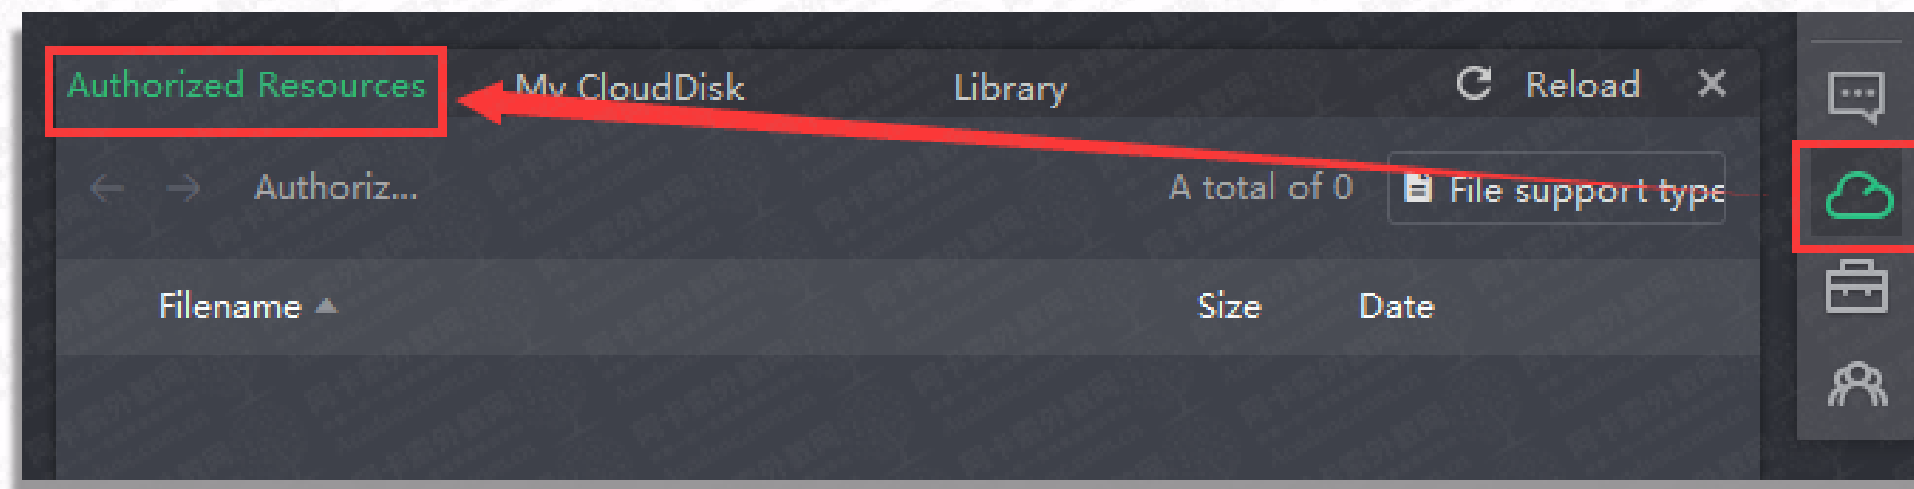 Authorized Resources My CloudDisk Library Reload
Authoriz... A total of 0 File support type
Filename Size Date